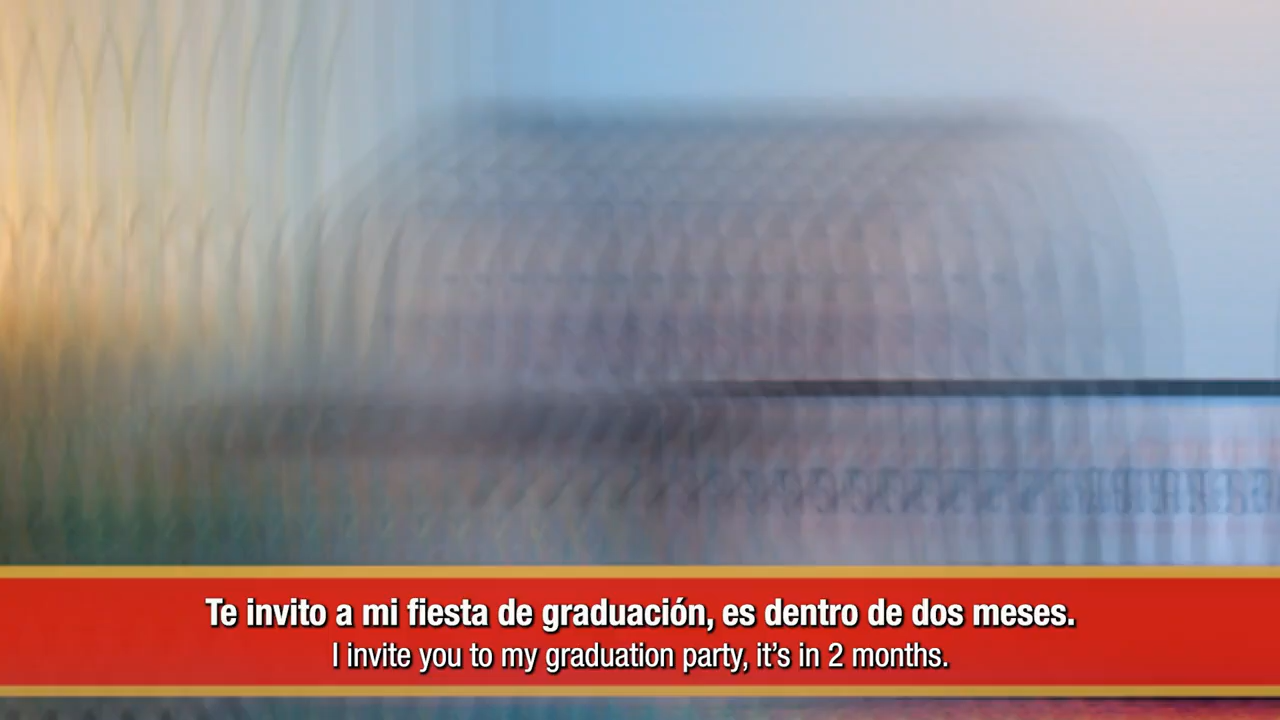 Te invito a mi fiesta de graduación, es dentro de dos meses.
I invite you to my graduation party, it's in 2 months.